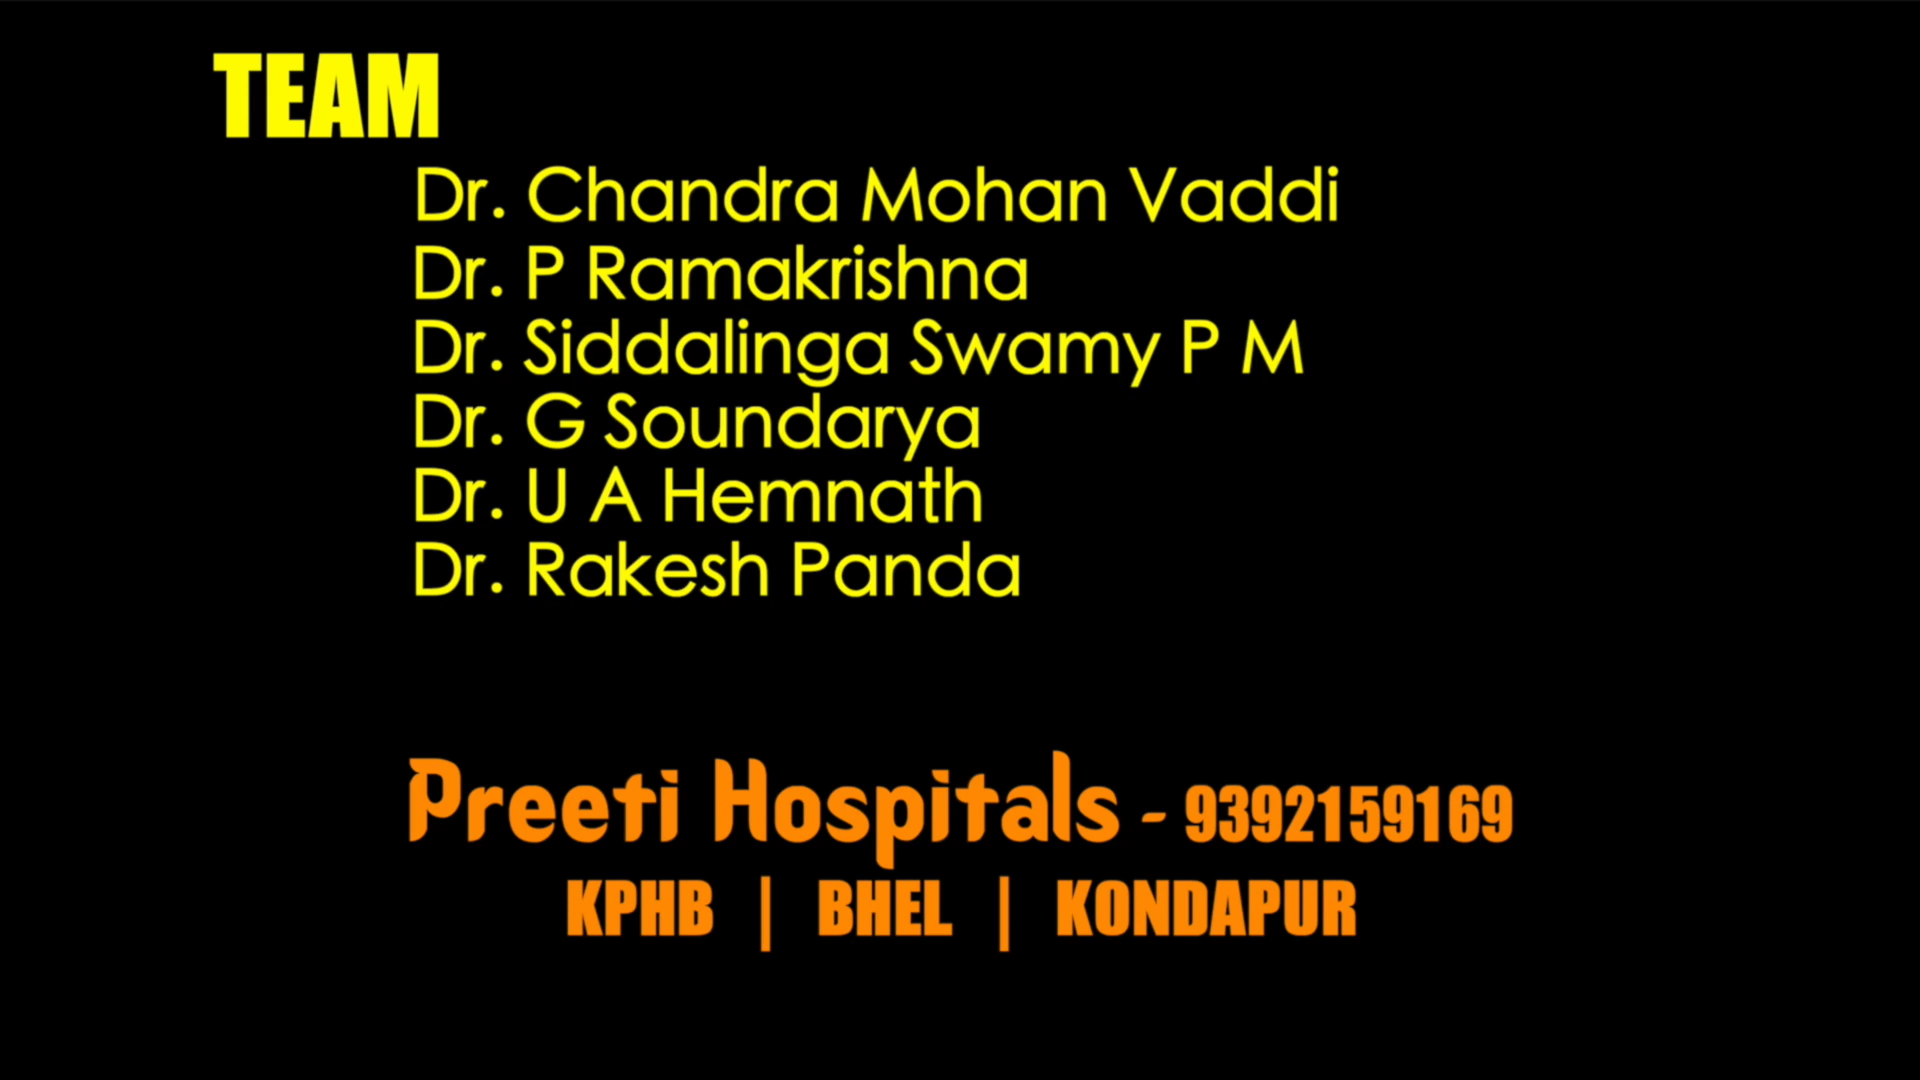 TEAM
Dr. Chandra Mohan Vaddi
Dr. P Ramakrishna
Dr. Siddalinga Swamy P M
Dr. G Soundarya
Dr. U A Hemnath
Dr. Rakesh Panda
Preeti Hospitals - 9392159169
KPHB | BHEL | KONDAPUR